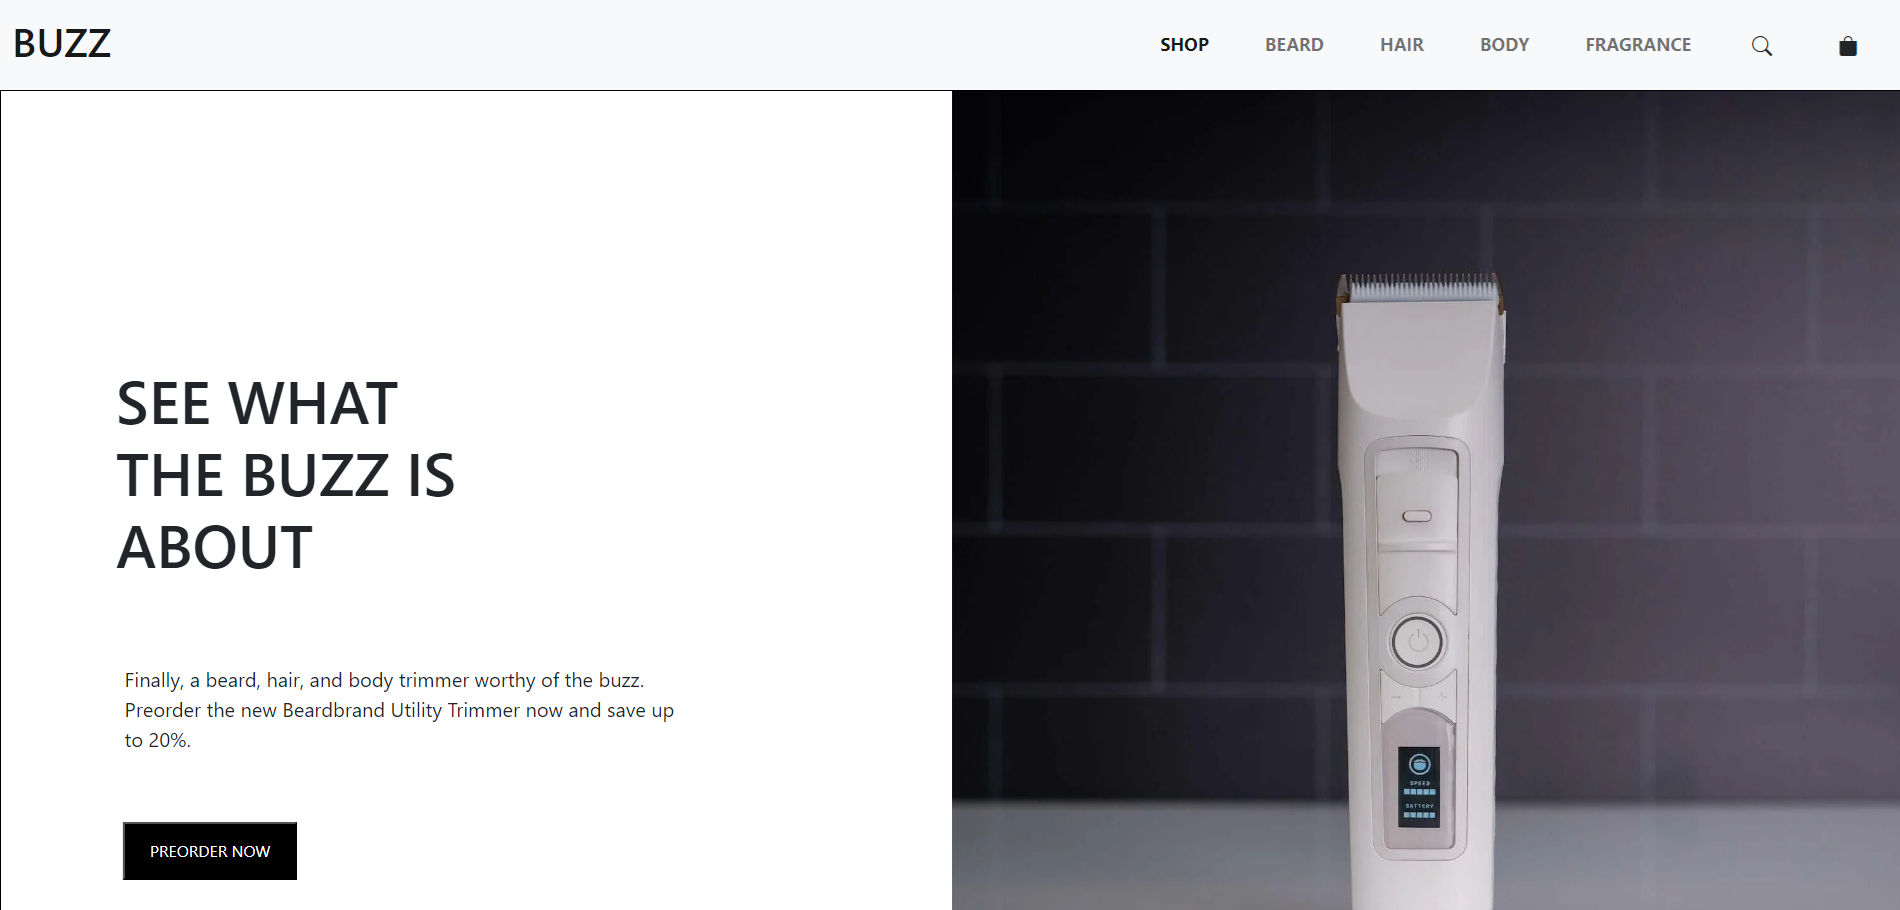 BUZZ
SHOP BEARD HAIR BODY FRAGRANCE
SEE WHAT
THE BUZZ IS
ABOUT
Finally, a beard, hair, and body trimmer worthy of the buzz.
Preorder the new Beardbrand Utility Trimmer now and save up
to 20%.
PREORDER NOW
SPEED
BATTERY